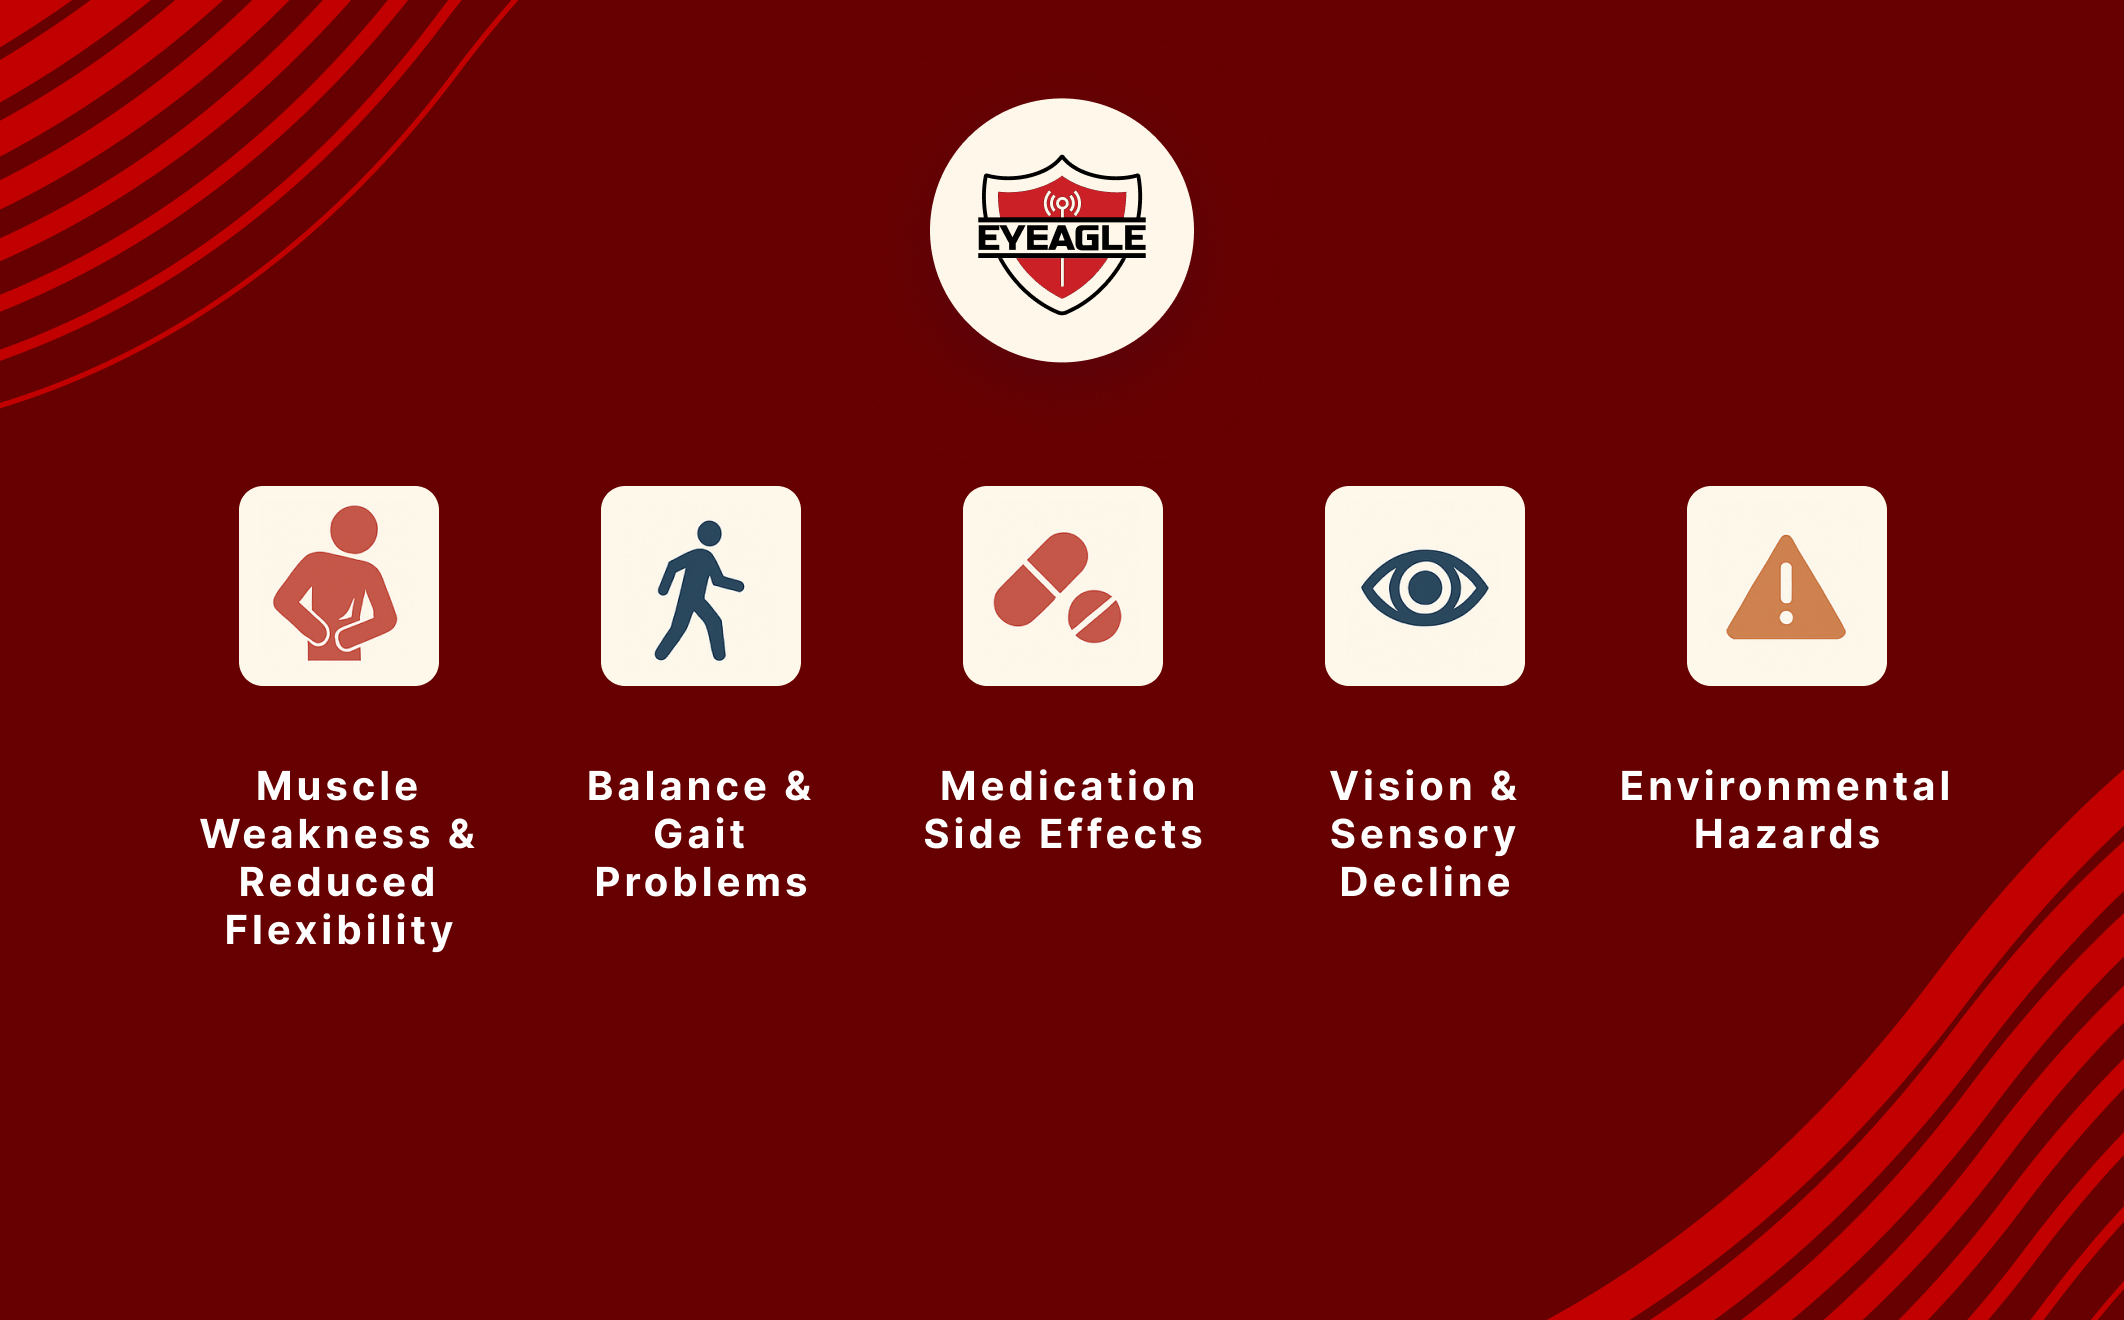 EYEAGLE
Muscle
Weakness &
Reduced
Flexibility
Balance &
Gait
Problems
Medication
Side Effects
Vision &
Sensory
Decline
Environmental
Hazards